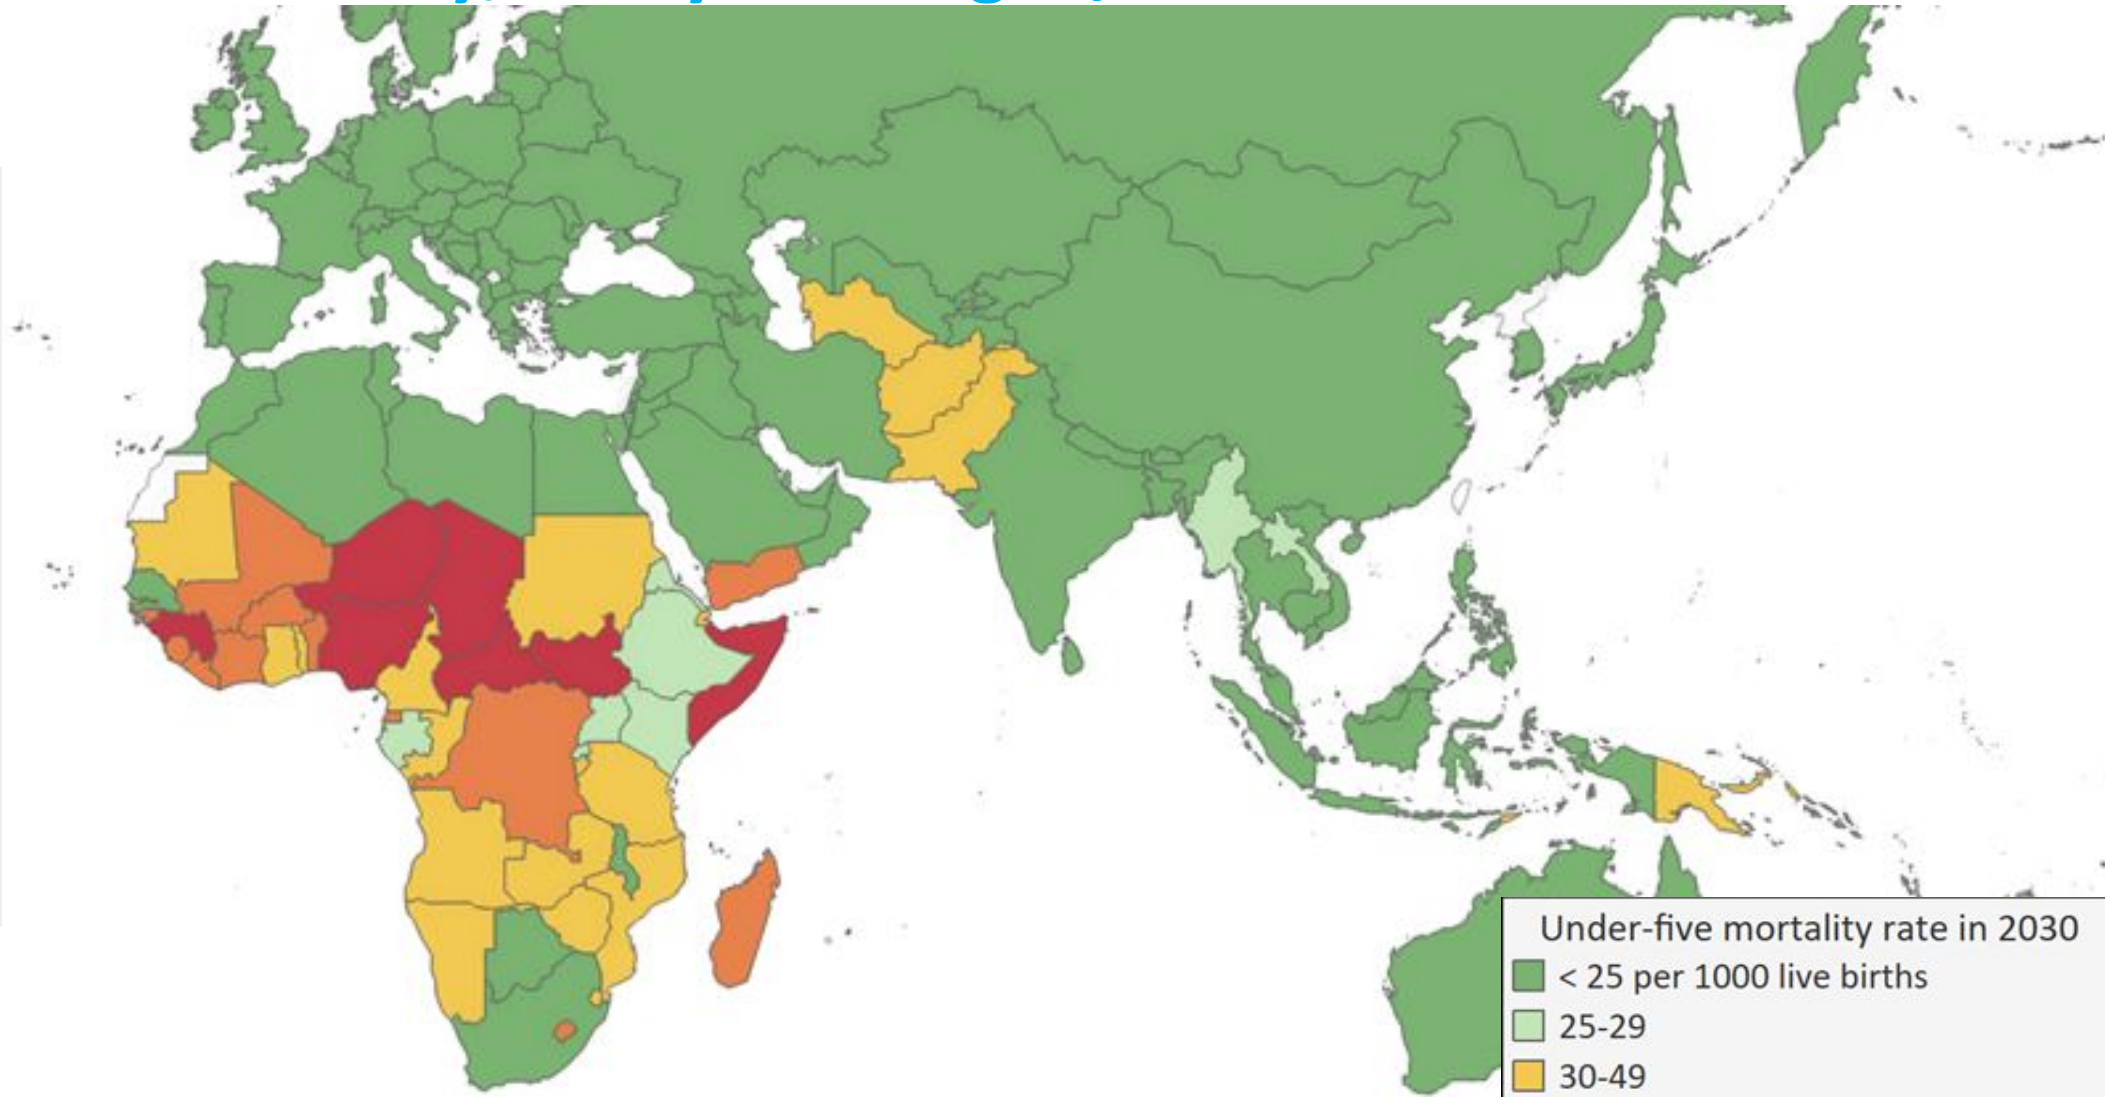 Under-five mortality rate in 2030
< 25 per 1000 live births
25-29
30-49